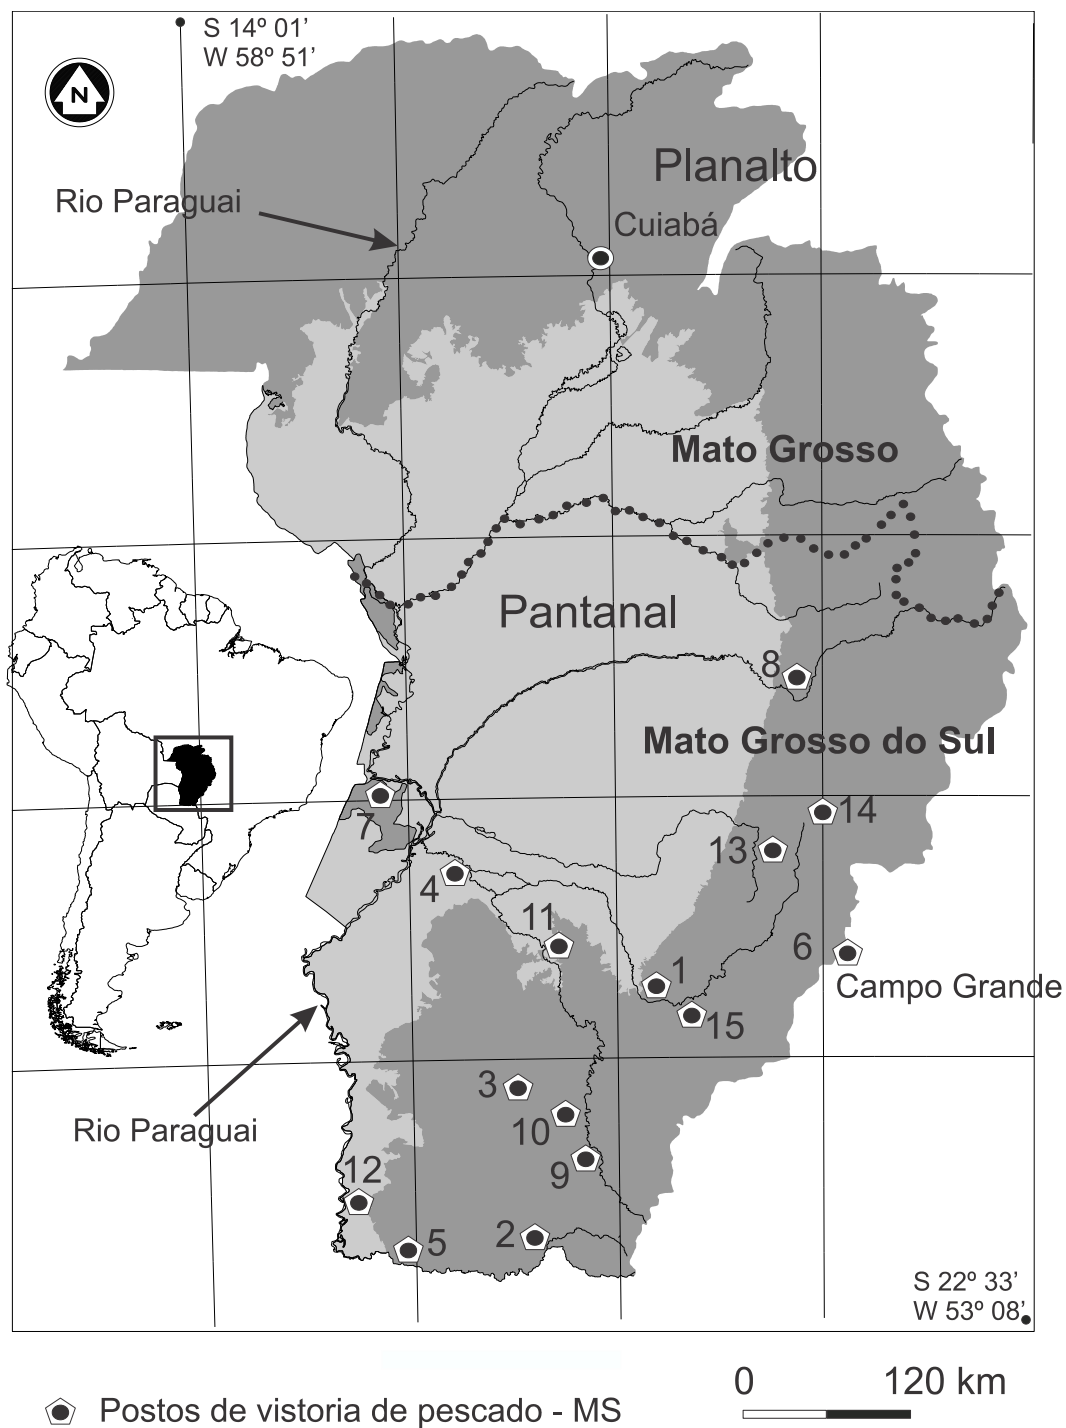 S 14º 01’
W 58º 51’
N
Planalto
Rio Paraguai
Cuiabá
Mato Grosso
Pantanal
8
Mato Grosso do Sul
7
14
13
4
11
6
1
Campo Grande
15
3
10
Rio Paraguai
9
12
2
5
S 22º 33’
W 53º 08’
0 120 km
Postos de vistoria de pescado - MS